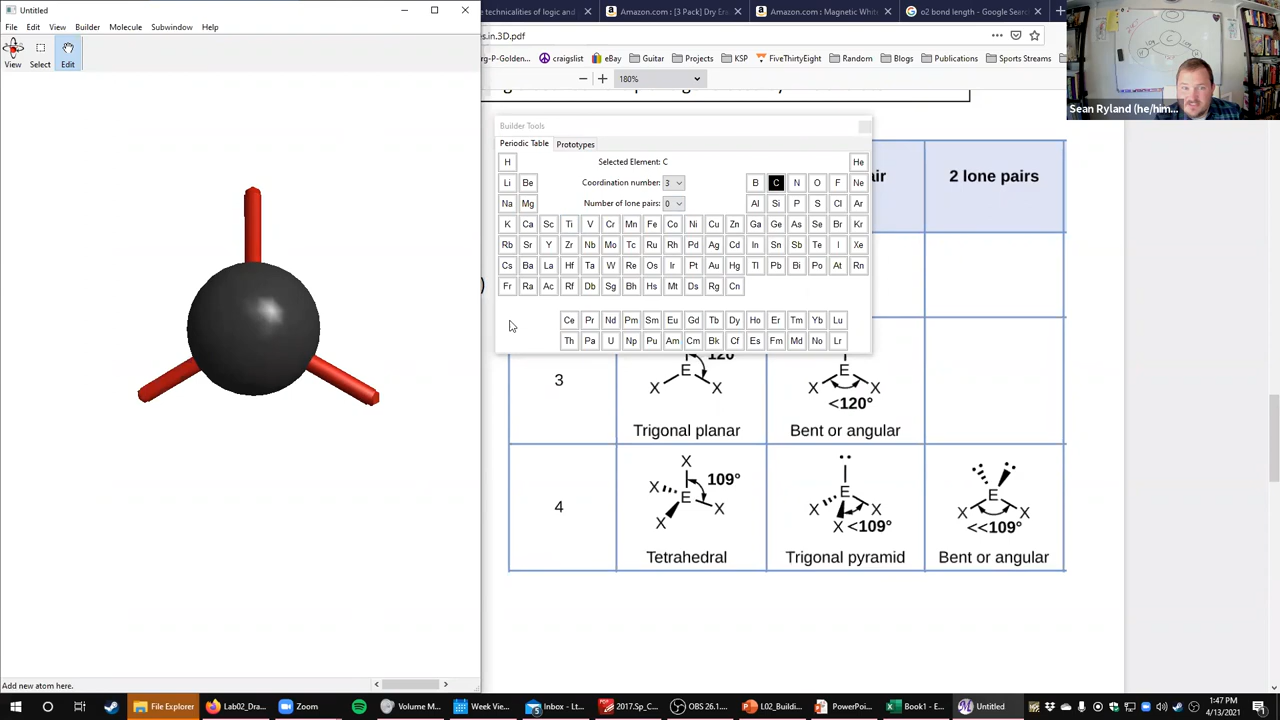 Untitled
technicalities of logic and
Amazon.com : [3 Pack] Dry Er
Amazon.com : Magnetic White
o2 bond length - Google Sear
File Edit View Builder Molecule Subwindow Help
es.in.3D.pdf
View Select Edit
rg-P-Golden... craigslist eBay Guitar Projects KSP FiveThirtyEight Random Blogs Publications Sports Streams
180%
Sean Ryland (he/him...
Builder Tools
Periodic Table Prototypes
H Selected Element: C He
Li Be Coordination number: 3 B C N O F Ne
Na Mg Number of lone pairs: 0 Al Si P S Cl Ar
K Ca Sc Ti V Cr Mn Fe Co Ni Cu Zn Ga Ge As Se Br Kr
Rb Sr Y Zr Nb Mo Tc Ru Rh Pd Ag Cd In Sn Sb Te I Xe
Cs Ba La Hf Ta W Re Os Ir Pt Au Hg Tl Pb Bi Po At Rn
Fr Ra Ac Rf Db Sg Bh Hs Mt Ds Rg Cn
Ce Pr Nd Pm Sm Eu Gd Tb Dy Ho Er Tm Yb Lu
Th Pa U Np Pu Am Cm Bk Cf Es Fm Md No Lr
air 2 lone pairs
)
3
120
E
X X
Trigonal planar
E
X X
<120°
Bent or angular
4
X
109°
X E
X X
Tetrahedral
E
X X
X <109°
Trigonal pyramid
E
X X
<<109°
Bent or angular
Add new atom here.
File Explorer Lab02_Dra... Zoom Volume M... Week View... Inbox - Lt... 2017.Sp_C... OBS 26.1.... L02_Buildin... PowerPoin... Book1 - E... Untitled
1:47 PM
4/13/2021